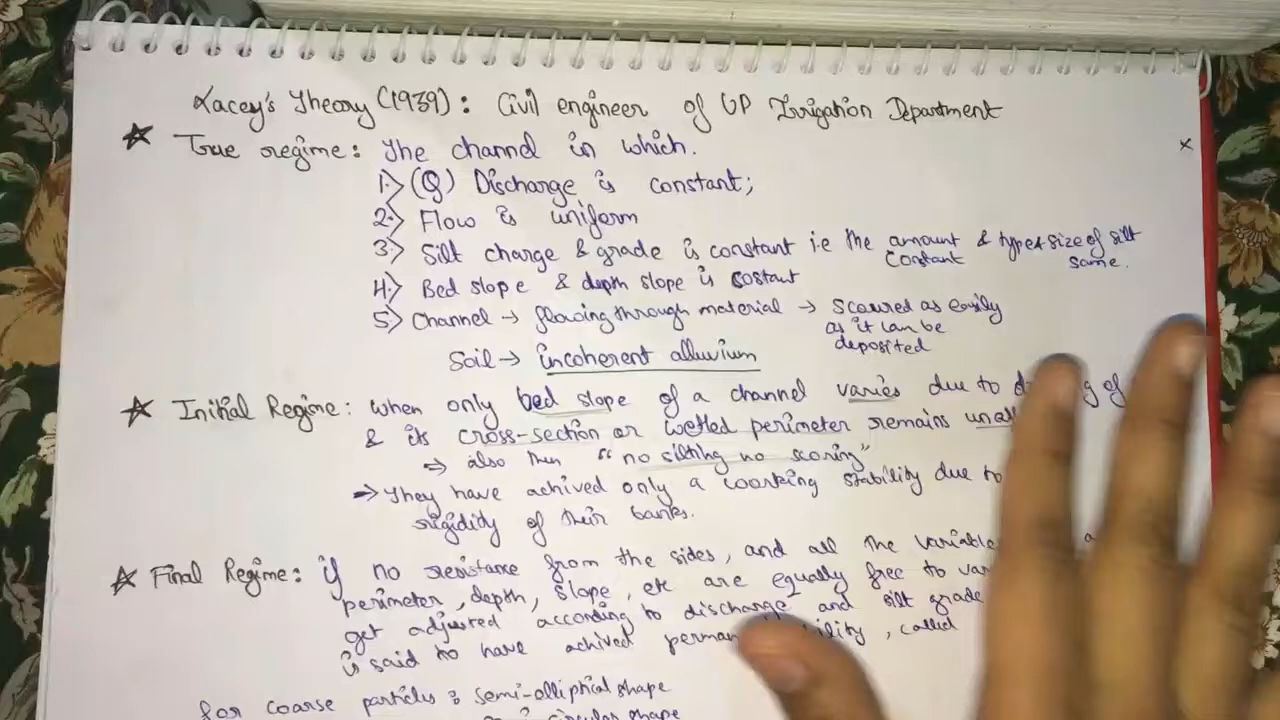 Lacey's Theory (1939): Civil engineer of UP Irrigation Department
True regime: The channel in which.
1.> (Q) Discharge is constant;
2.> Flow is uniform
3.> Silt charge & grade is constant i.e the amount & type & size of silt
constant same.
4.> Bed slope & depth slope is costant
5.> Channel → flowing through material → scoured as easily
as it can be
deposited
Soil → incoherent alluvium
Initial Regime: when only bed slope of a channel varies due to of
& its cross-section or wetted perimeter remains
⇒ also then "no silting no scoring"
→ They have achived only a working stability due to
rigidity of their banks.
Final Regime: if no resistance from the sides, and all the
perimeter, depth, slope, etc are equally free to
get adjusted according to discharge and silt grade
is said to have achived , called
for coarse particles : semi-elliptical shape
circular shape